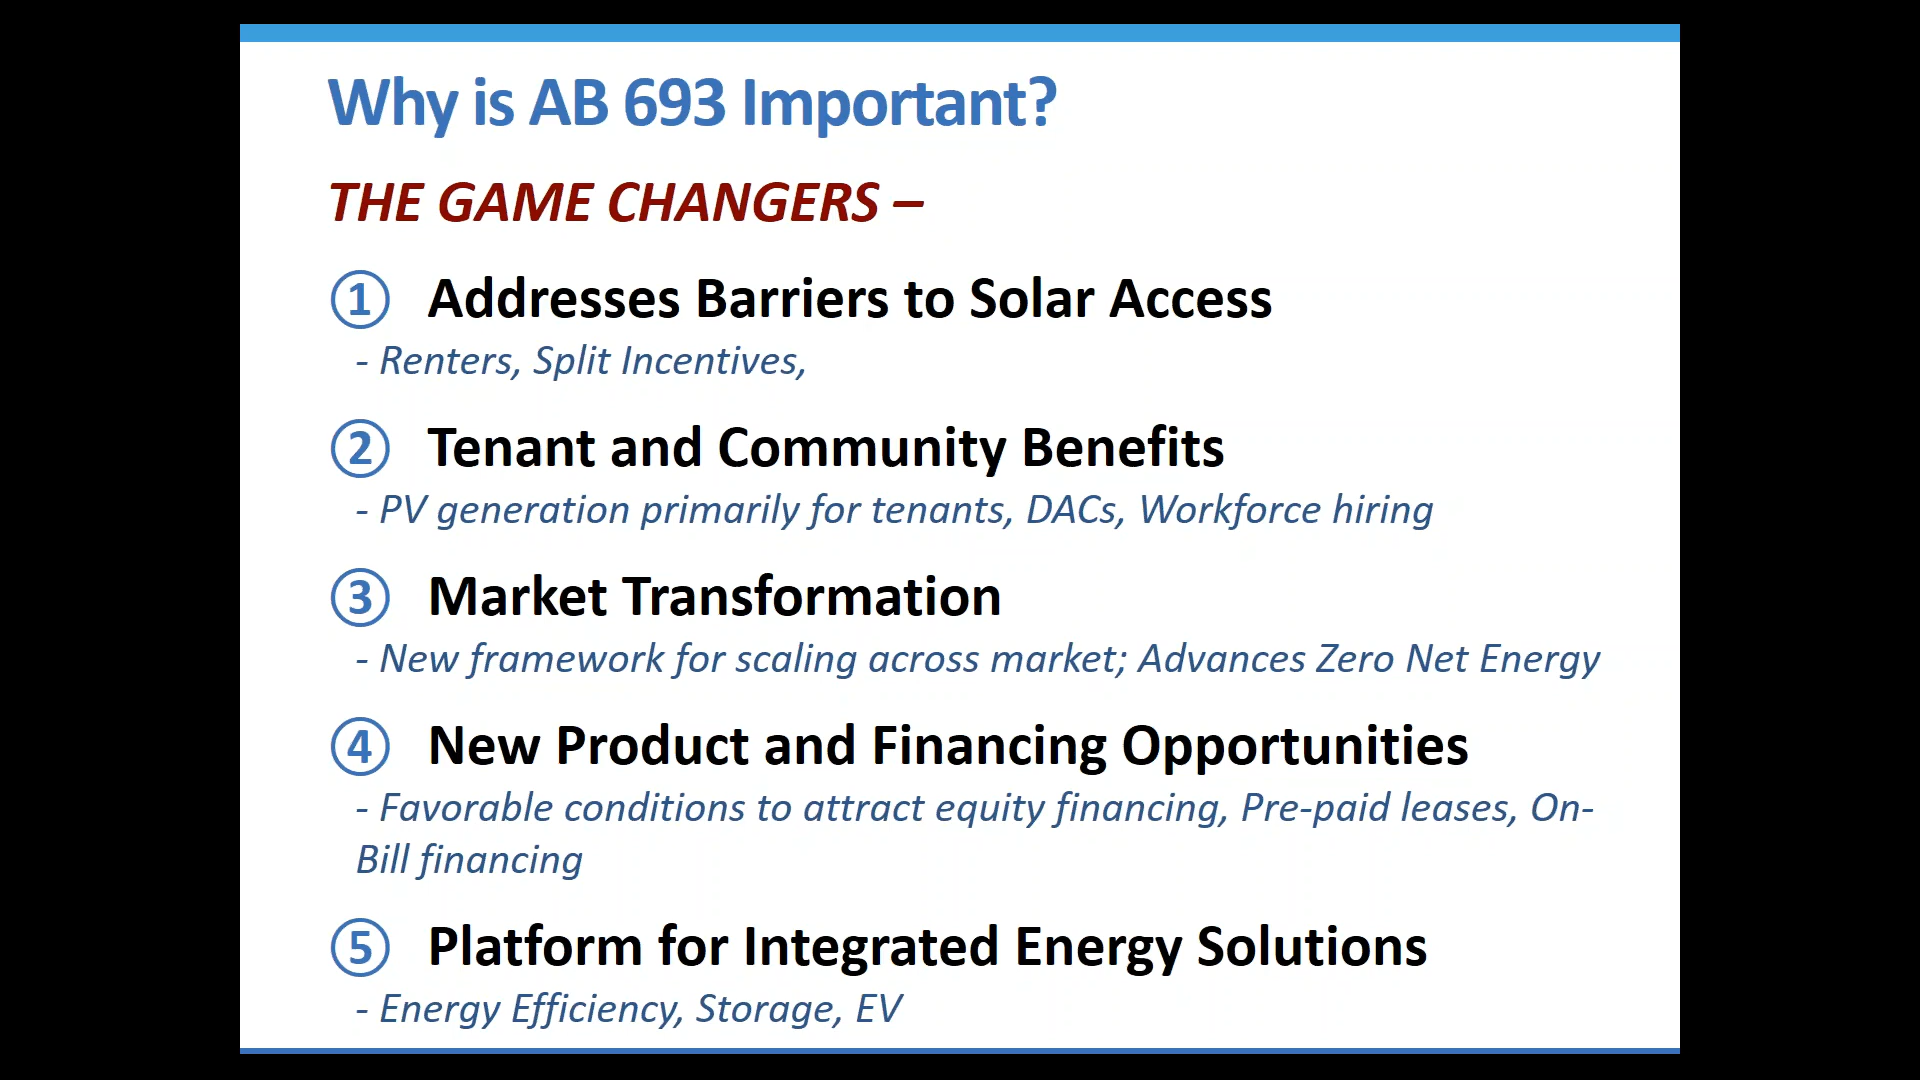 Why is AB 693 Important?
THE GAME CHANGERS –
① Addresses Barriers to Solar Access
- Renters, Split Incentives,
② Tenant and Community Benefits
- PV generation primarily for tenants, DACs, Workforce hiring
③ Market Transformation
- New framework for scaling across market; Advances Zero Net Energy
④ New Product and Financing Opportunities
- Favorable conditions to attract equity financing, Pre-paid leases, On-
Bill financing
⑤ Platform for Integrated Energy Solutions
- Energy Efficiency, Storage, EV